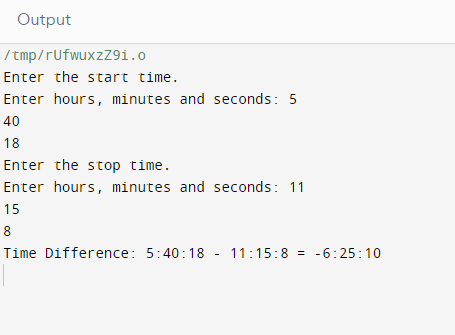 Output
/tmp/rUfwuxzZ9i.o
Enter the start time.
Enter hours, minutes and seconds: 5
40
18
Enter the stop time.
Enter hours, minutes and seconds: 11
15
8
Time Difference: 5:40:18 - 11:15:8 = -6:25:10